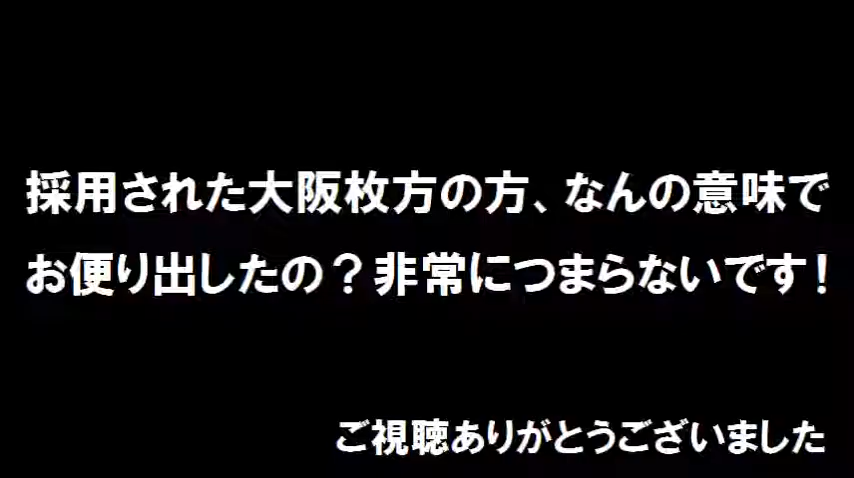 採用された大阪枚方の方、なんの意味で
お便り出したの？非常につまらないです！
ご視聴ありがとうございました